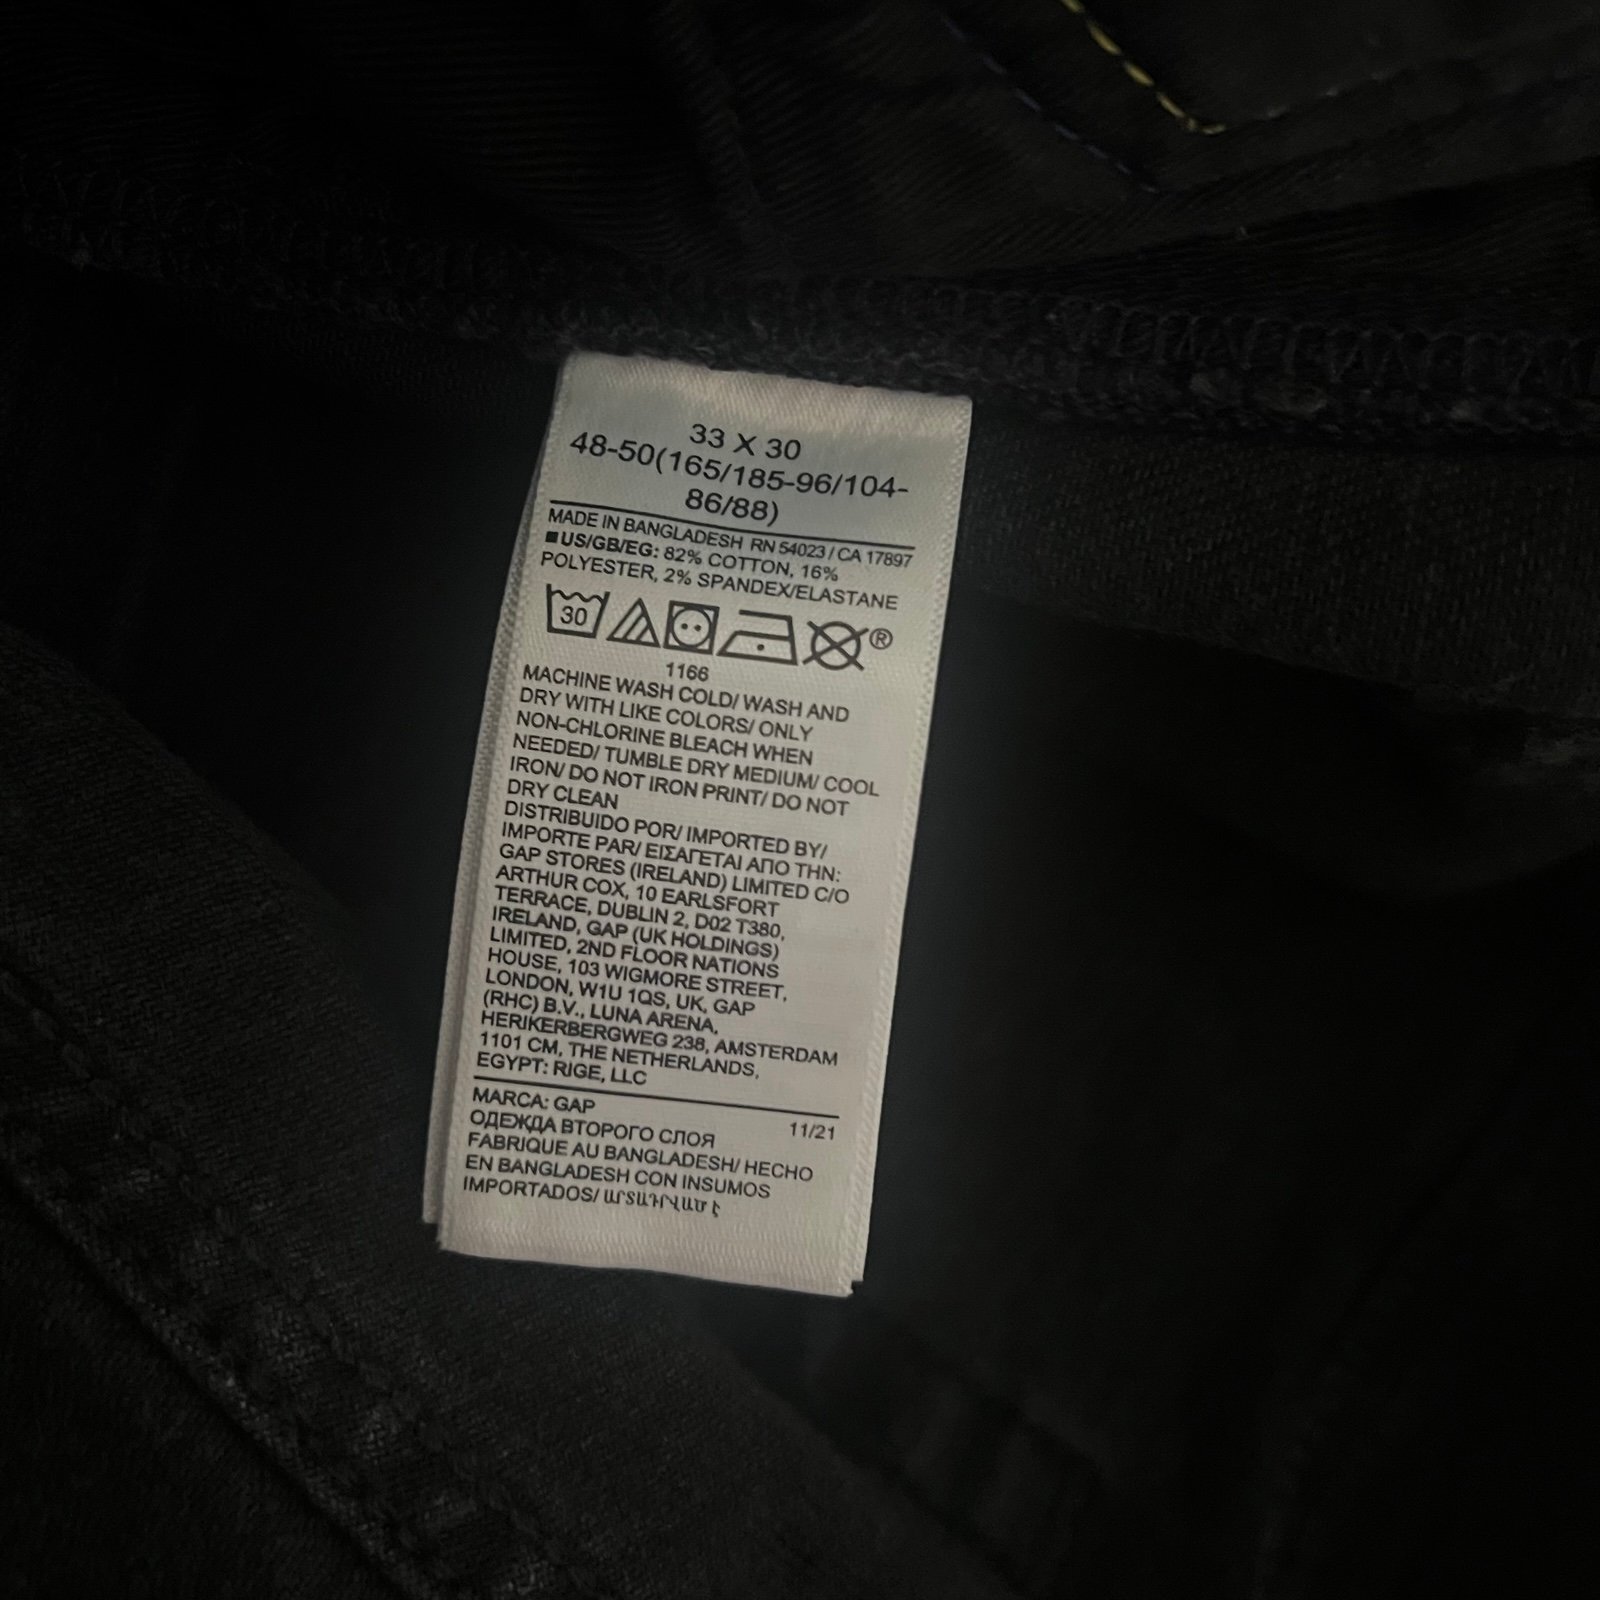 33 X 30
48-50(165/185-96/104-
86/88)
MADE IN BANGLADESH RN 54023 / CA 17897
■US/GB/EG: 82% COTTON, 16%
POLYESTER, 2% SPANDEX/ELASTANE
30 ®
1166
MACHINE WASH COLD/ WASH AND
DRY WITH LIKE COLORS/ ONLY
NON-CHLORINE BLEACH WHEN
NEEDED/ TUMBLE DRY MEDIUM/ COOL
IRON/ DO NOT IRON PRINT/ DO NOT
DRY CLEAN
DISTRIBUIDO POR/ IMPORTED BY/
IMPORTE PAR/ ΕΙΣΑΓΕΤΑΙ ΑΠΟ ΤΗΝ:
GAP STORES (IRELAND) LIMITED C/O
ARTHUR COX, 10 EARLSFORT
TERRACE, DUBLIN 2, D02 T380,
IRELAND, GAP (UK HOLDINGS)
LIMITED, 2ND FLOOR NATIONS
HOUSE, 103 WIGMORE STREET,
LONDON, W1U 1QS, UK, GAP
(RHC) B.V., LUNA ARENA,
HERIKERBERGWEG 238, AMSTERDAM
1101 CM, THE NETHERLANDS,
EGYPT: RIGE, LLC
MARCA: GAP
11/21
ОДЕЖДА ВТОРОГО СЛОЯ
FABRIQUE AU BANGLADESH/ HECHO
EN BANGLADESH CON INSUMOS
IMPORTADOS/ ԱՐՏԱԴՐՎԱԾ Է